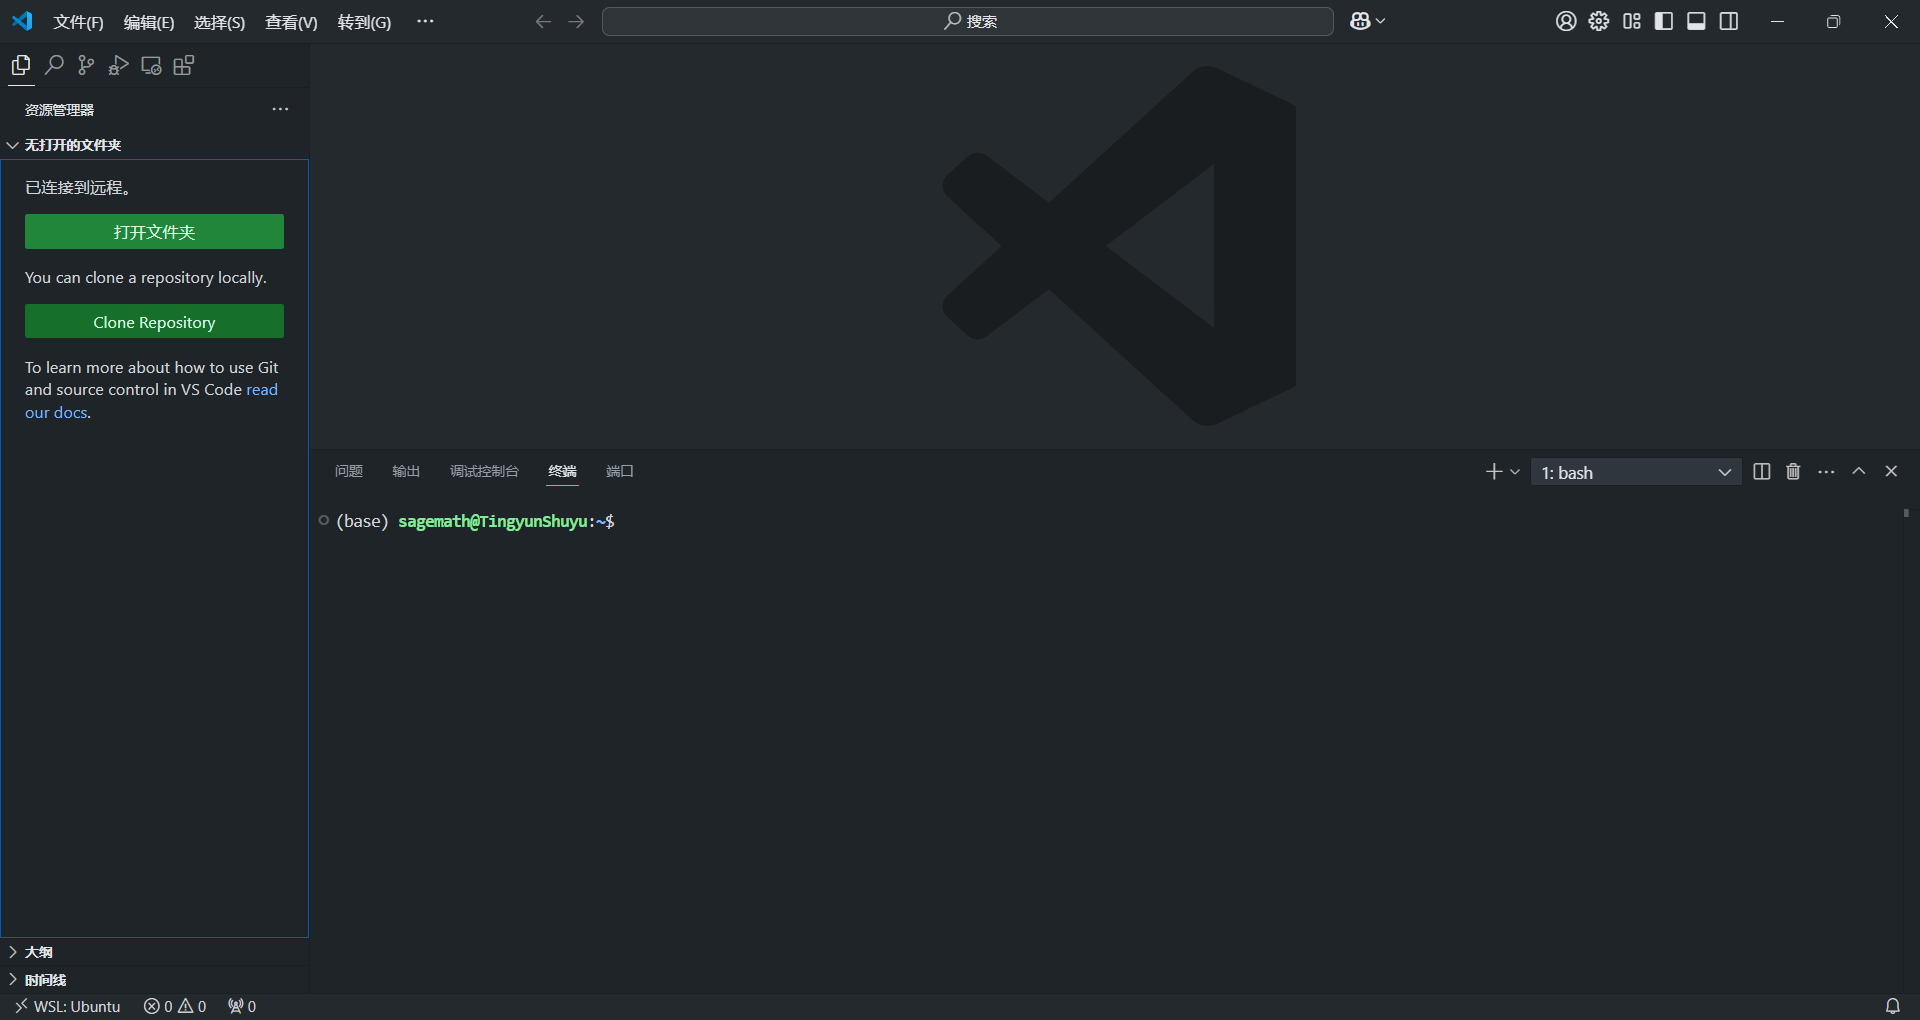 文件(F) 编辑(E) 选择(S) 查看(V) 转到(G) ···
搜索
资源管理器
无打开的文件夹
已连接到远程。
打开文件夹
You can clone a repository locally.
Clone Repository
To learn more about how to use Git
and source control in VS Code read
our docs.
问题 输出 调试控制台 终端 端口
1: bash
(base) sagemath@TingyunShuyu:~$
大纲
时间线
WSL: Ubuntu 0 0 0